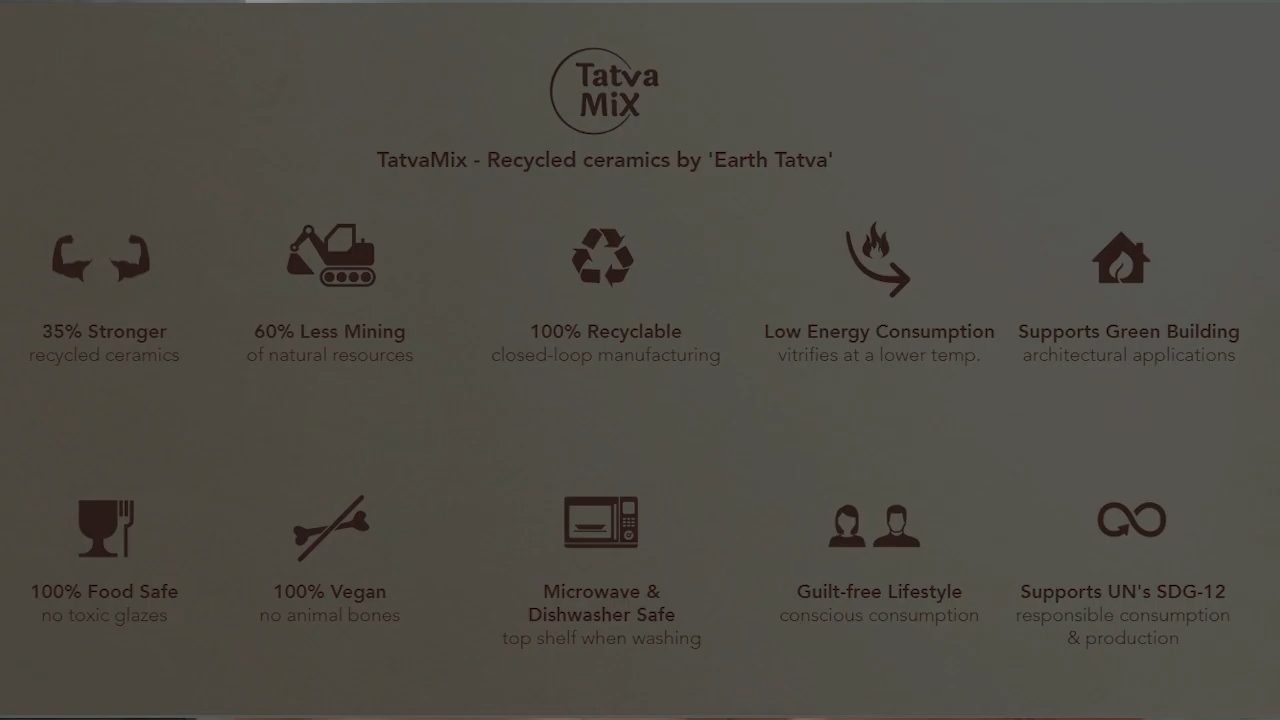 Tatva
MiX
TatvaMix - Recycled ceramics by 'Earth Tatva'
35% Stronger
recycled ceramics
60% Less Mining
of natural resources
100% Recyclable
closed-loop manufacturing
Low Energy Consumption
vitrifies at a lower temp.
Supports Green Building
architectural applications
100% Food Safe
no toxic glazes
100% Vegan
no animal bones
Microwave &
Dishwasher Safe
top shelf when washing
Guilt-free Lifestyle
conscious consumption
Supports UN's SDG-12
responsible consumption
& production